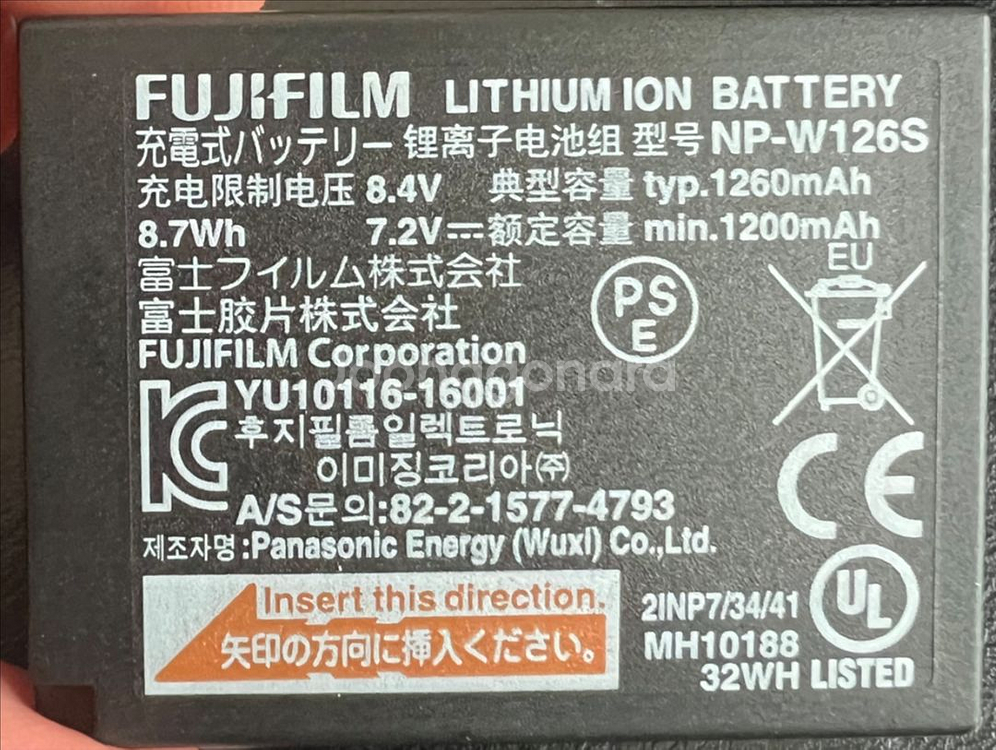 FUJIFILM LITHIUM ION BATTERY
充電式バッテリー 锂离子电池组 型号 NP-W126S
充电限制电压 8.4V 典型容量 typ.1260mAh
8.7Wh 7.2V⎓额定容量 min.1200mAh
EU
富士フイルム株式会社
富士胶片株式会社
PS
E
FUJIFILM Corporation
joonggonara
YU10116-16001
후지필름일렉트로닉
이미징코리아㈜
CE
A/S문의:82-2-1577-4793
제조자명:Panasonic Energy (Wuxi) Co.,Ltd.
Insert this direction.
矢印の方向に挿入ください。
2INP7/34/41
MH10188
UL
32WH LISTED